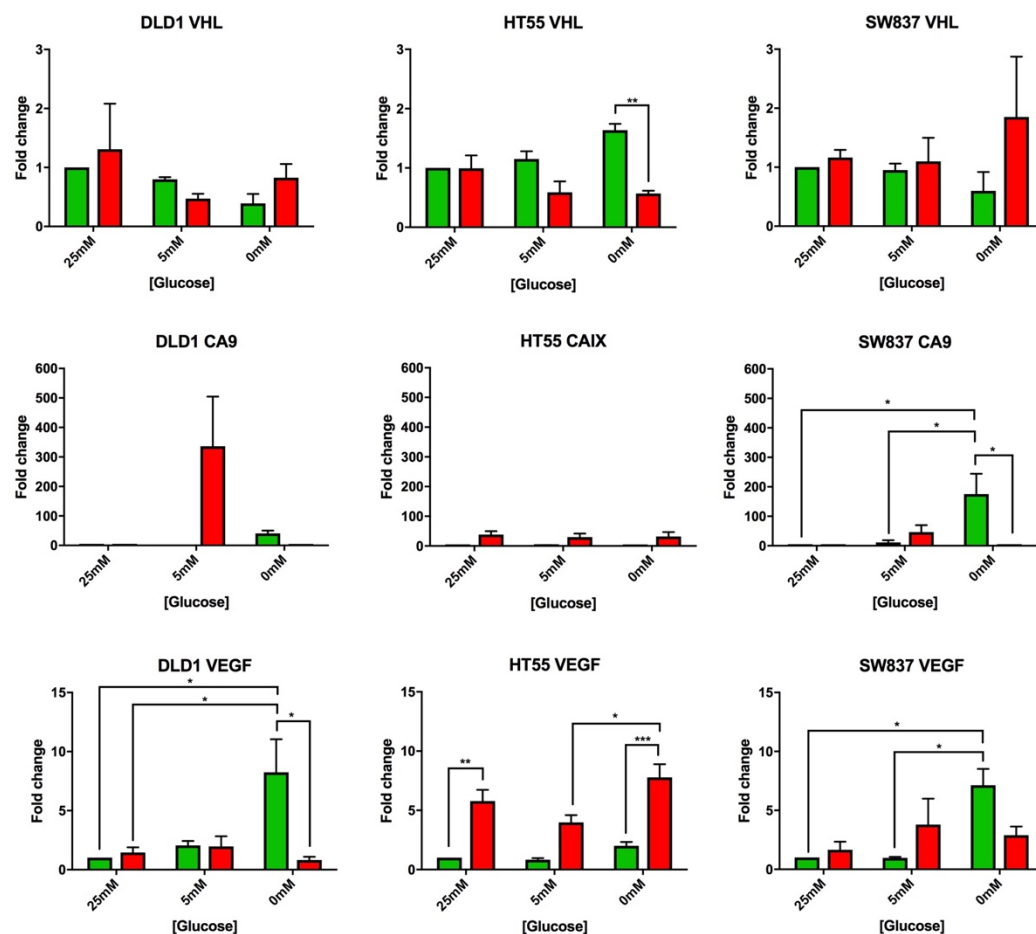 DLD1 VHL
3
2
1
0
Fold change
25mM
5mM
0mM
[Glucose]
HT55 VHL
3
2
1
0
Fold change
**
25mM
5mM
0mM
[Glucose]
SW837 VHL
3
2
1
0
Fold change
25mM
5mM
0mM
[Glucose]
DLD1 CA9
600
500
400
300
200
100
0
Fold change
25mM
5mM
0mM
[Glucose]
HT55 CAIX
600
500
400
300
200
100
0
Fold change
25mM
5mM
0mM
[Glucose]
SW837 CA9
600
500
400
300
200
100
0
Fold change
*
*
*
25mM
5mM
0mM
[Glucose]
DLD1 VEGF
15
10
5
0
Fold change
*
*
*
25mM
5mM
0mM
[Glucose]
HT55 VEGF
15
10
5
0
Fold change
**
*
***
25mM
5mM
0mM
[Glucose]
SW837 VEGF
15
10
5
0
Fold change
*
*
25mM
5mM
0mM
[Glucose]